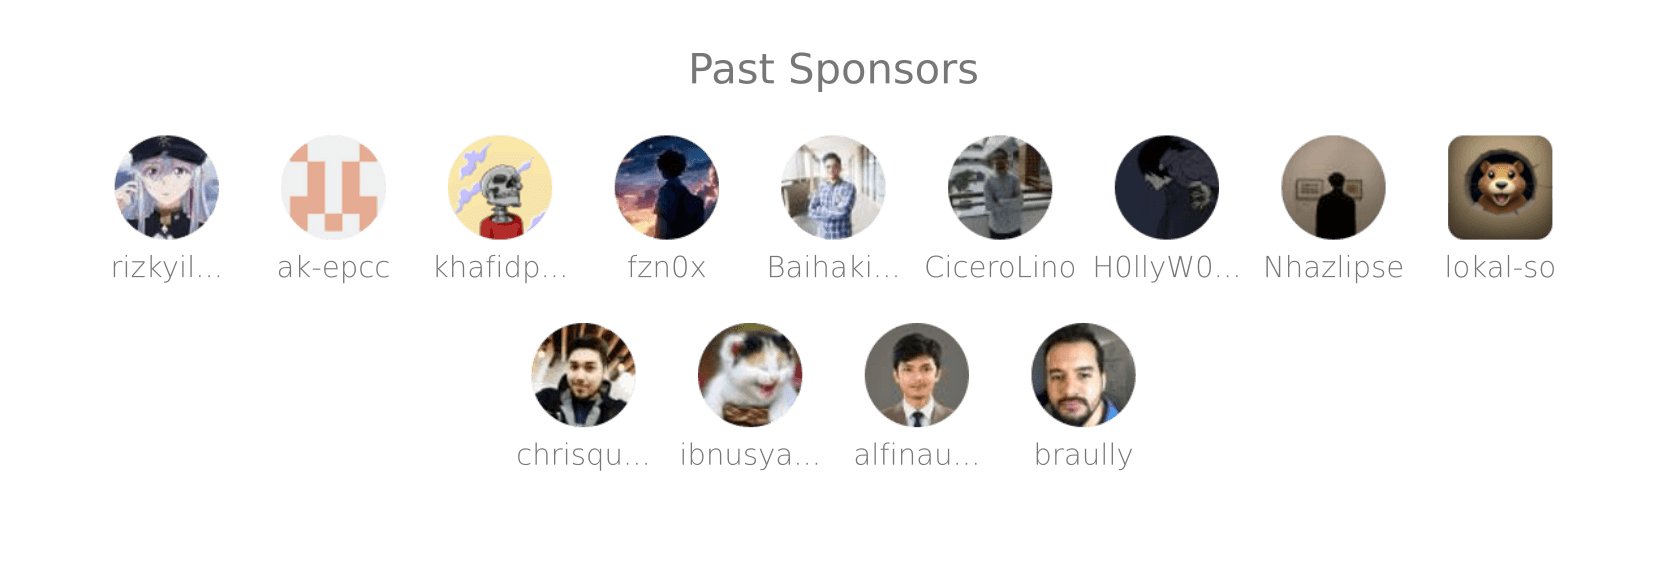 Past Sponsors
rizkyil... ak-epcc khafidp... fzn0x Baihaki... CiceroLino H0llyW0... Nhazlipse lokal-so
chrisqu... ibnusya... alfinau... braully